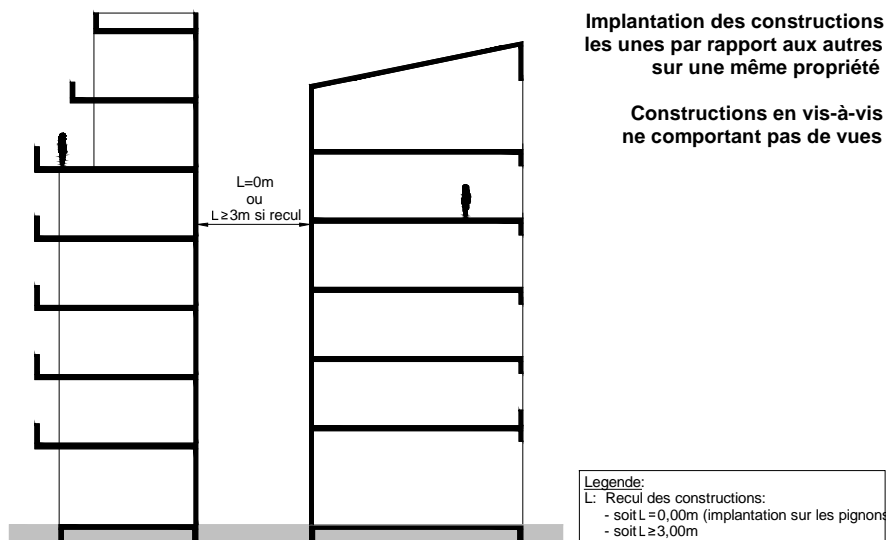 Implantation des constructions
les unes par rapport aux autres
sur une même propriété
Constructions en vis-à-vis
ne comportant pas de vues
L=0m
ou
L≥3m si recul
Legende:
L: Recul des constructions:
- soit L=0,00m (implantation sur les pignons
- soit L≥3,00m